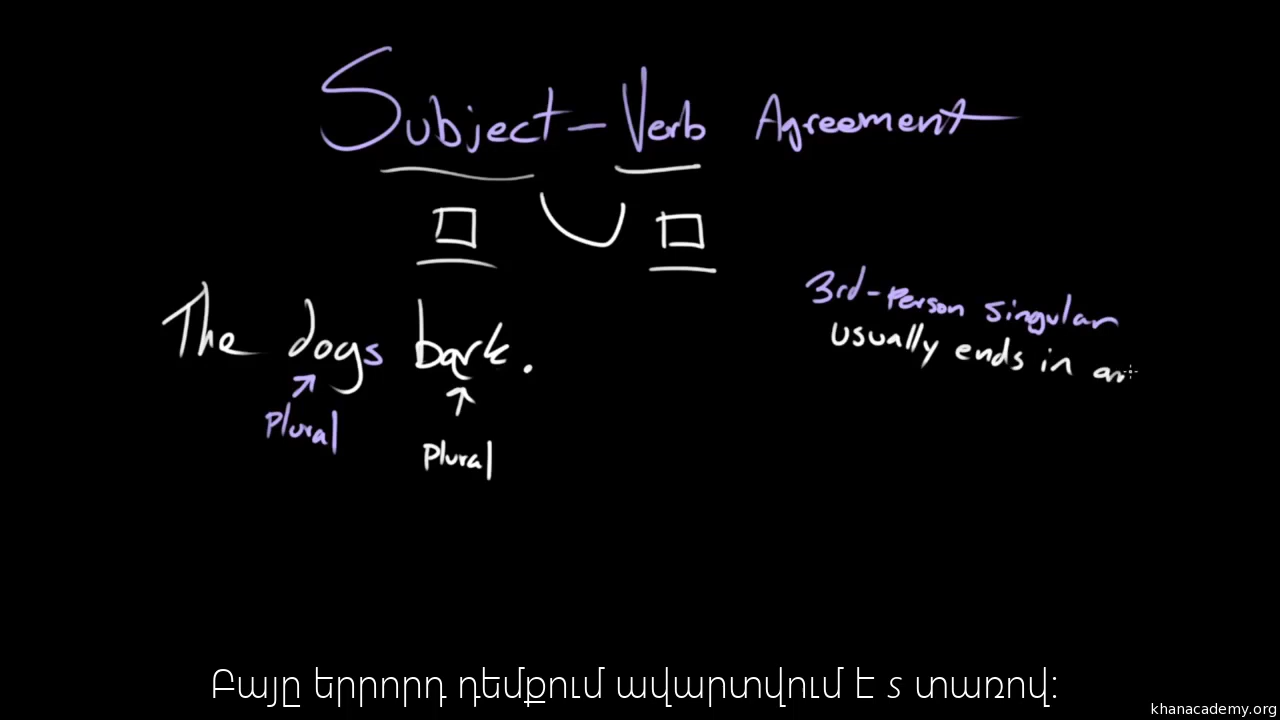 Subject-Verb Agreement
3rd-Person Singular
usually ends in an
The dogs bark.
Plural
Plural
Բայը երրորդ դեմքում ավարտվում է s տառով:
khanacademy.org